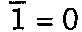 1̅ = 0